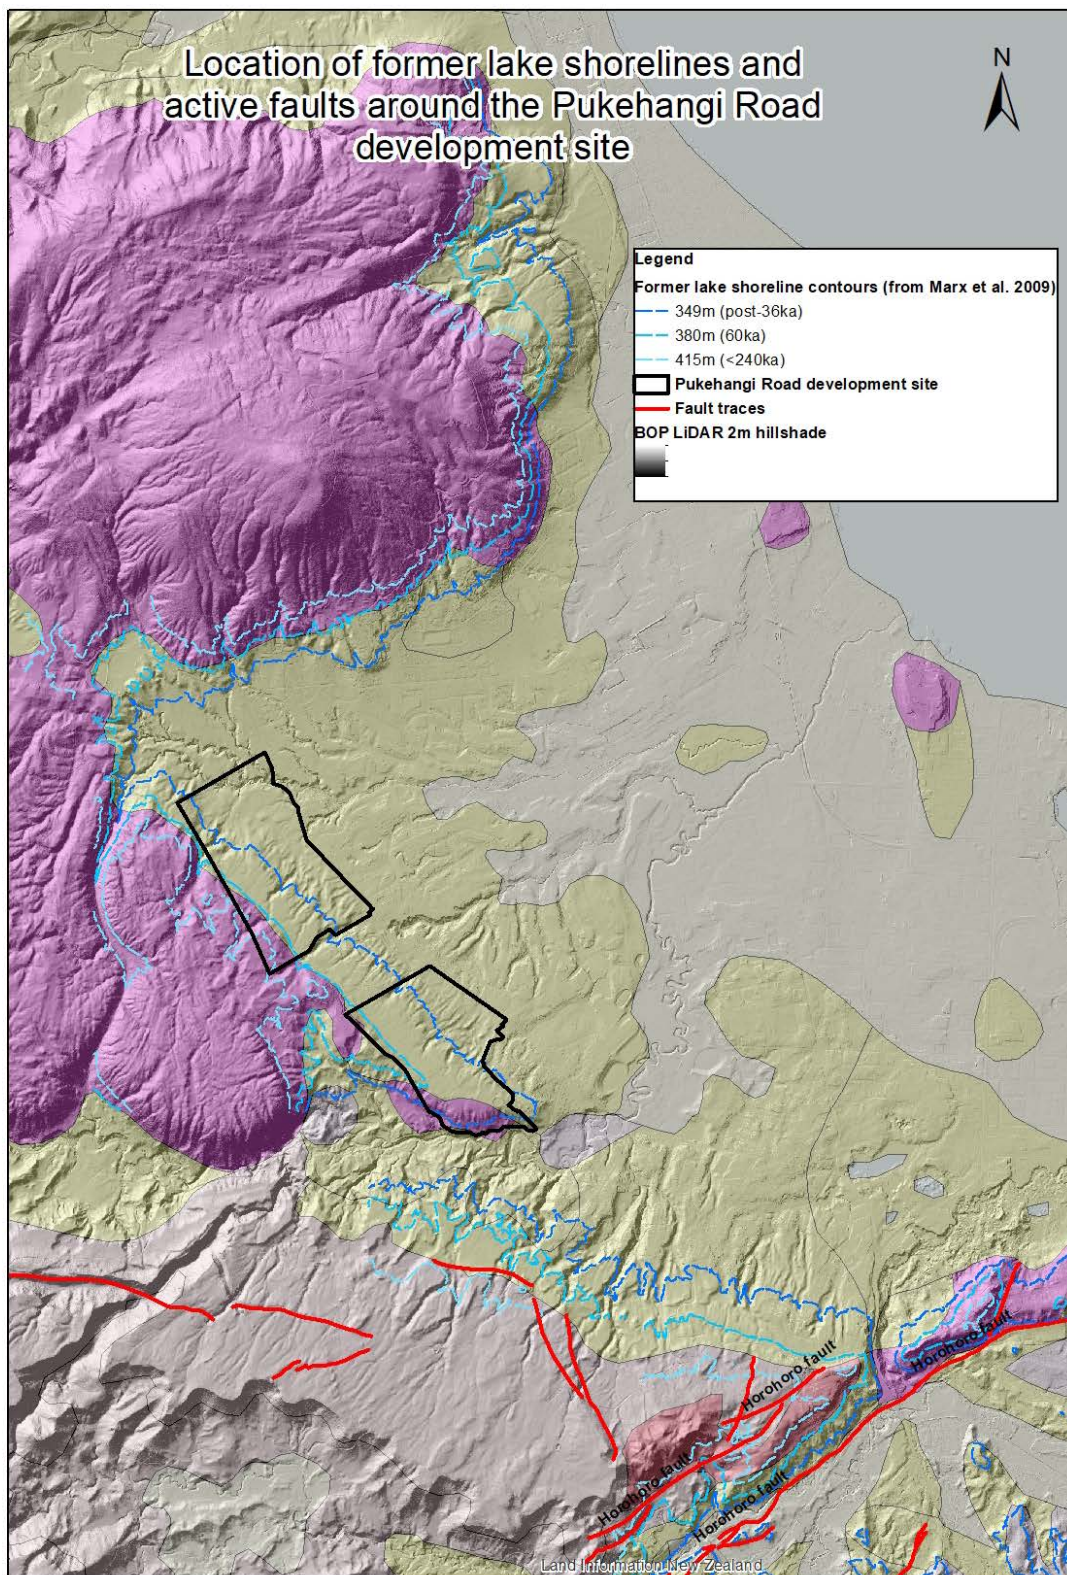 Location of former lake shorelines and
active faults around the Pukehangi Road
development site
N
Legend
Former lake shoreline contours (from Marx et al. 2009)
349m (post-36ka)
380m (60ka)
415m (<240ka)
Pukehangi Road development site
Fault traces
BOP LiDAR 2m hillshade
Horohoro fault
Horohoro fault
Horohoro fault
Horohoro fault
Land Information New Zealand